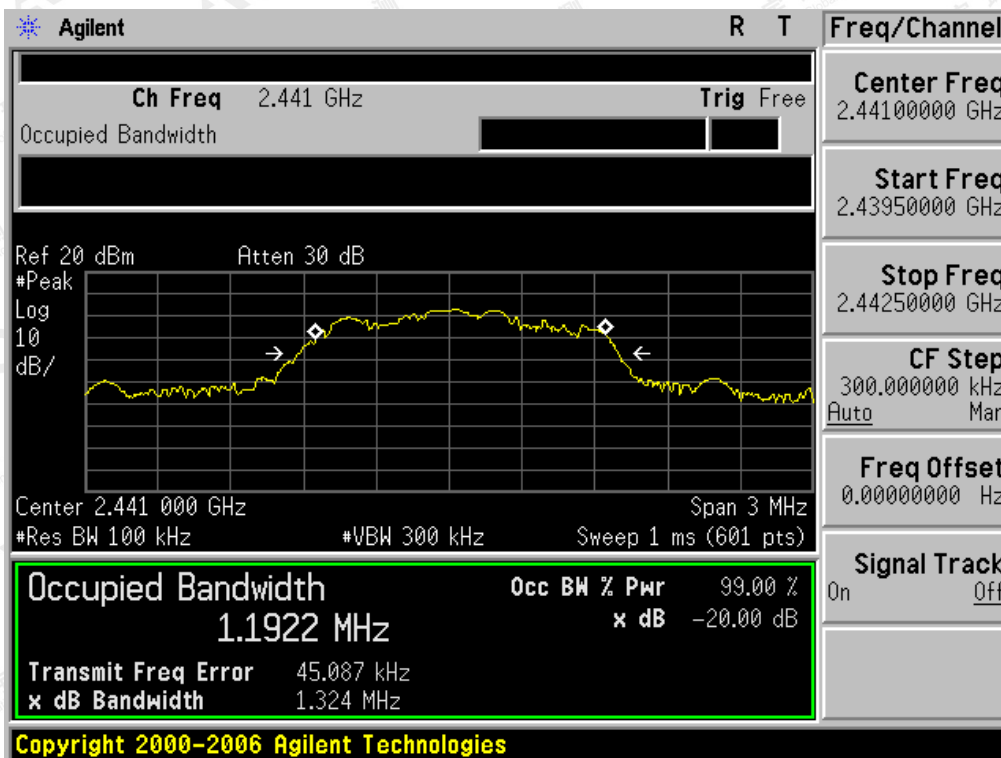 Agilent R T
Ch Freq 2.441 GHz Trig Free
Occupied Bandwidth
Ref 20 dBm Atten 30 dB
#Peak
Log
10
dB/
Center 2.441 000 GHz Span 3 MHz
#Res BW 100 kHz #VBW 300 kHz Sweep 1 ms (601 pts)
Occupied Bandwidth Occ BW % Pwr 99.00 %
1.1922 MHz x dB -20.00 dB
Transmit Freq Error 45.087 kHz
x dB Bandwidth 1.324 MHz
Copyright 2000-2006 Agilent Technologies
Freq/Channel
Center Freq
2.44100000 GHz
Start Freq
2.43950000 GHz
Stop Freq
2.44250000 GHz
CF Step
300.000000 kHz
Auto Man
Freq Offset
0.00000000 Hz
Signal Track
On Off